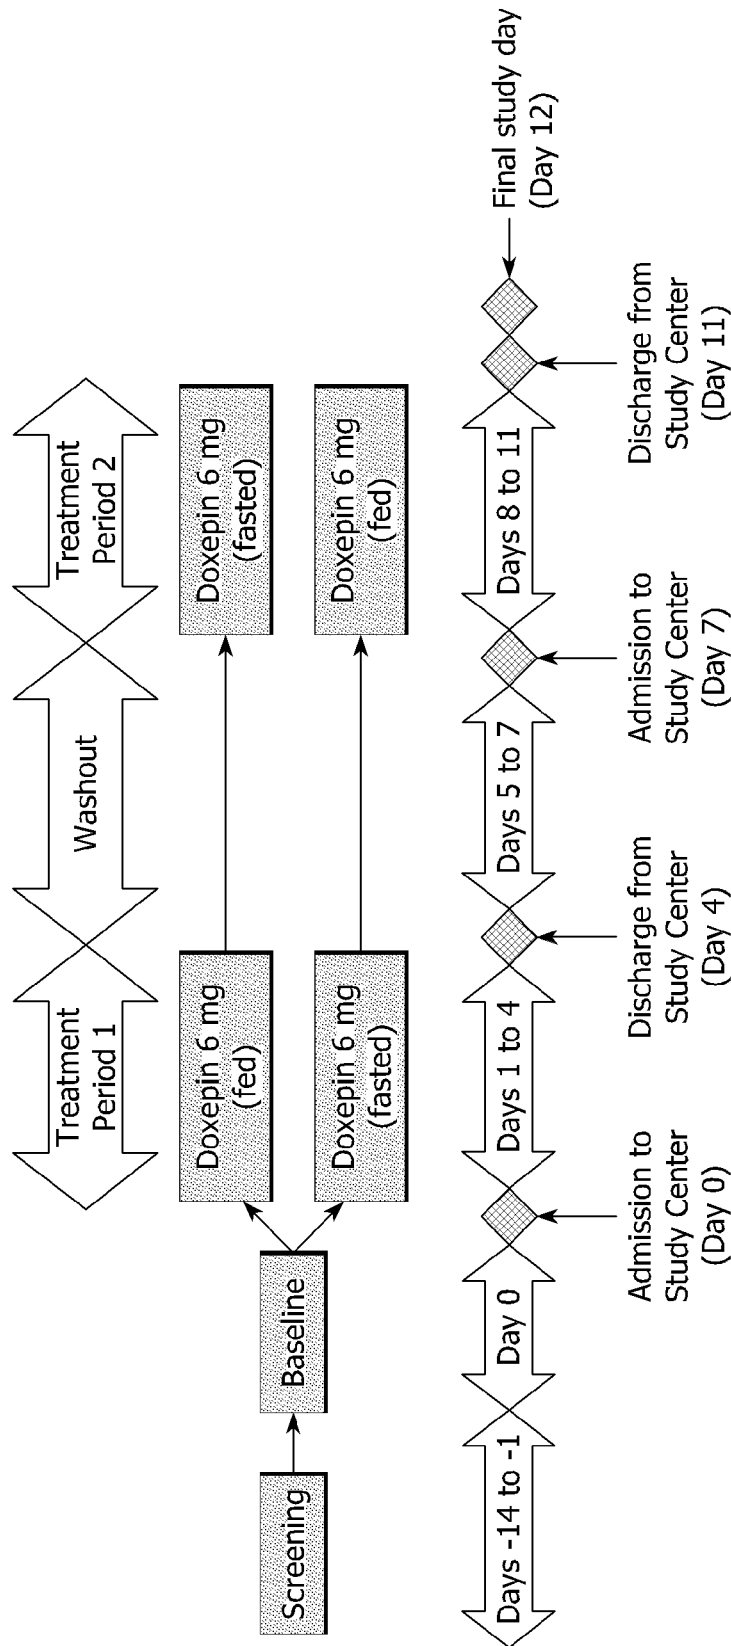 Treatment
Period 1
Washout
Treatment
Period 2
Screening
Baseline
Doxepin 6 mg
(fed)
Doxepin 6 mg
(fasted)
Doxepin 6 mg
(fasted)
Doxepin 6 mg
(fed)
Days -14 to -1
Day 0
Days 1 to 4
Days 5 to 7
Days 8 to 11
Final study day
(Day 12)
Admission to
Study Center
(Day 0)
Discharge from
Study Center
(Day 4)
Admission to
Study Center
(Day 7)
Discharge from
Study Center
(Day 11)